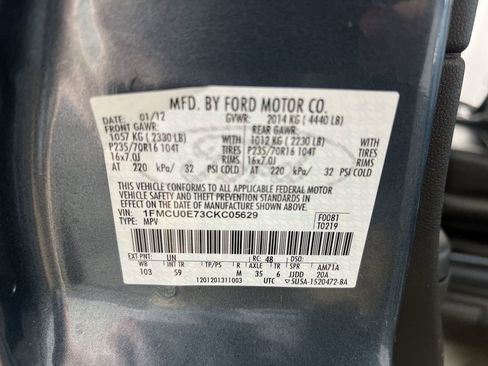 MFD. BY FORD MOTOR CO.
DATE: 01/12 GVWR: 2014 KG ( 4440 LB)
FRONT GAWR: REAR GAWR:
1057 KG ( 2330 LB) 1012 KG ( 2230 LB)
P235/70R16 104T TIRES P235/70R16 104T TIRES
16x7.0J RIMS 16x7.0J RIMS
AT 220 kPa/ 32 PSI COLD AT 220 kPa/ 32 PSI COLD
THIS VEHICLE CONFORMS TO ALL APPLICABLE FEDERAL MOTOR
VEHICLE SAFETY AND THEFT PREVENTION STANDARDS IN EFFECT ON THE
DATE OF MANUFACTURE SHOWN ABOVE.
VIN: 1FMCU0E73CKC05629 F0081
TYPE: MPV T0219
EXT PNT: UN RC: 48 DSO:
WB INT TR TP/PS R AXLE TR SPR AM71A
103 59 M 35 6 JJDD 20A
1201201311003 UTC 5U5A-1520472-BA